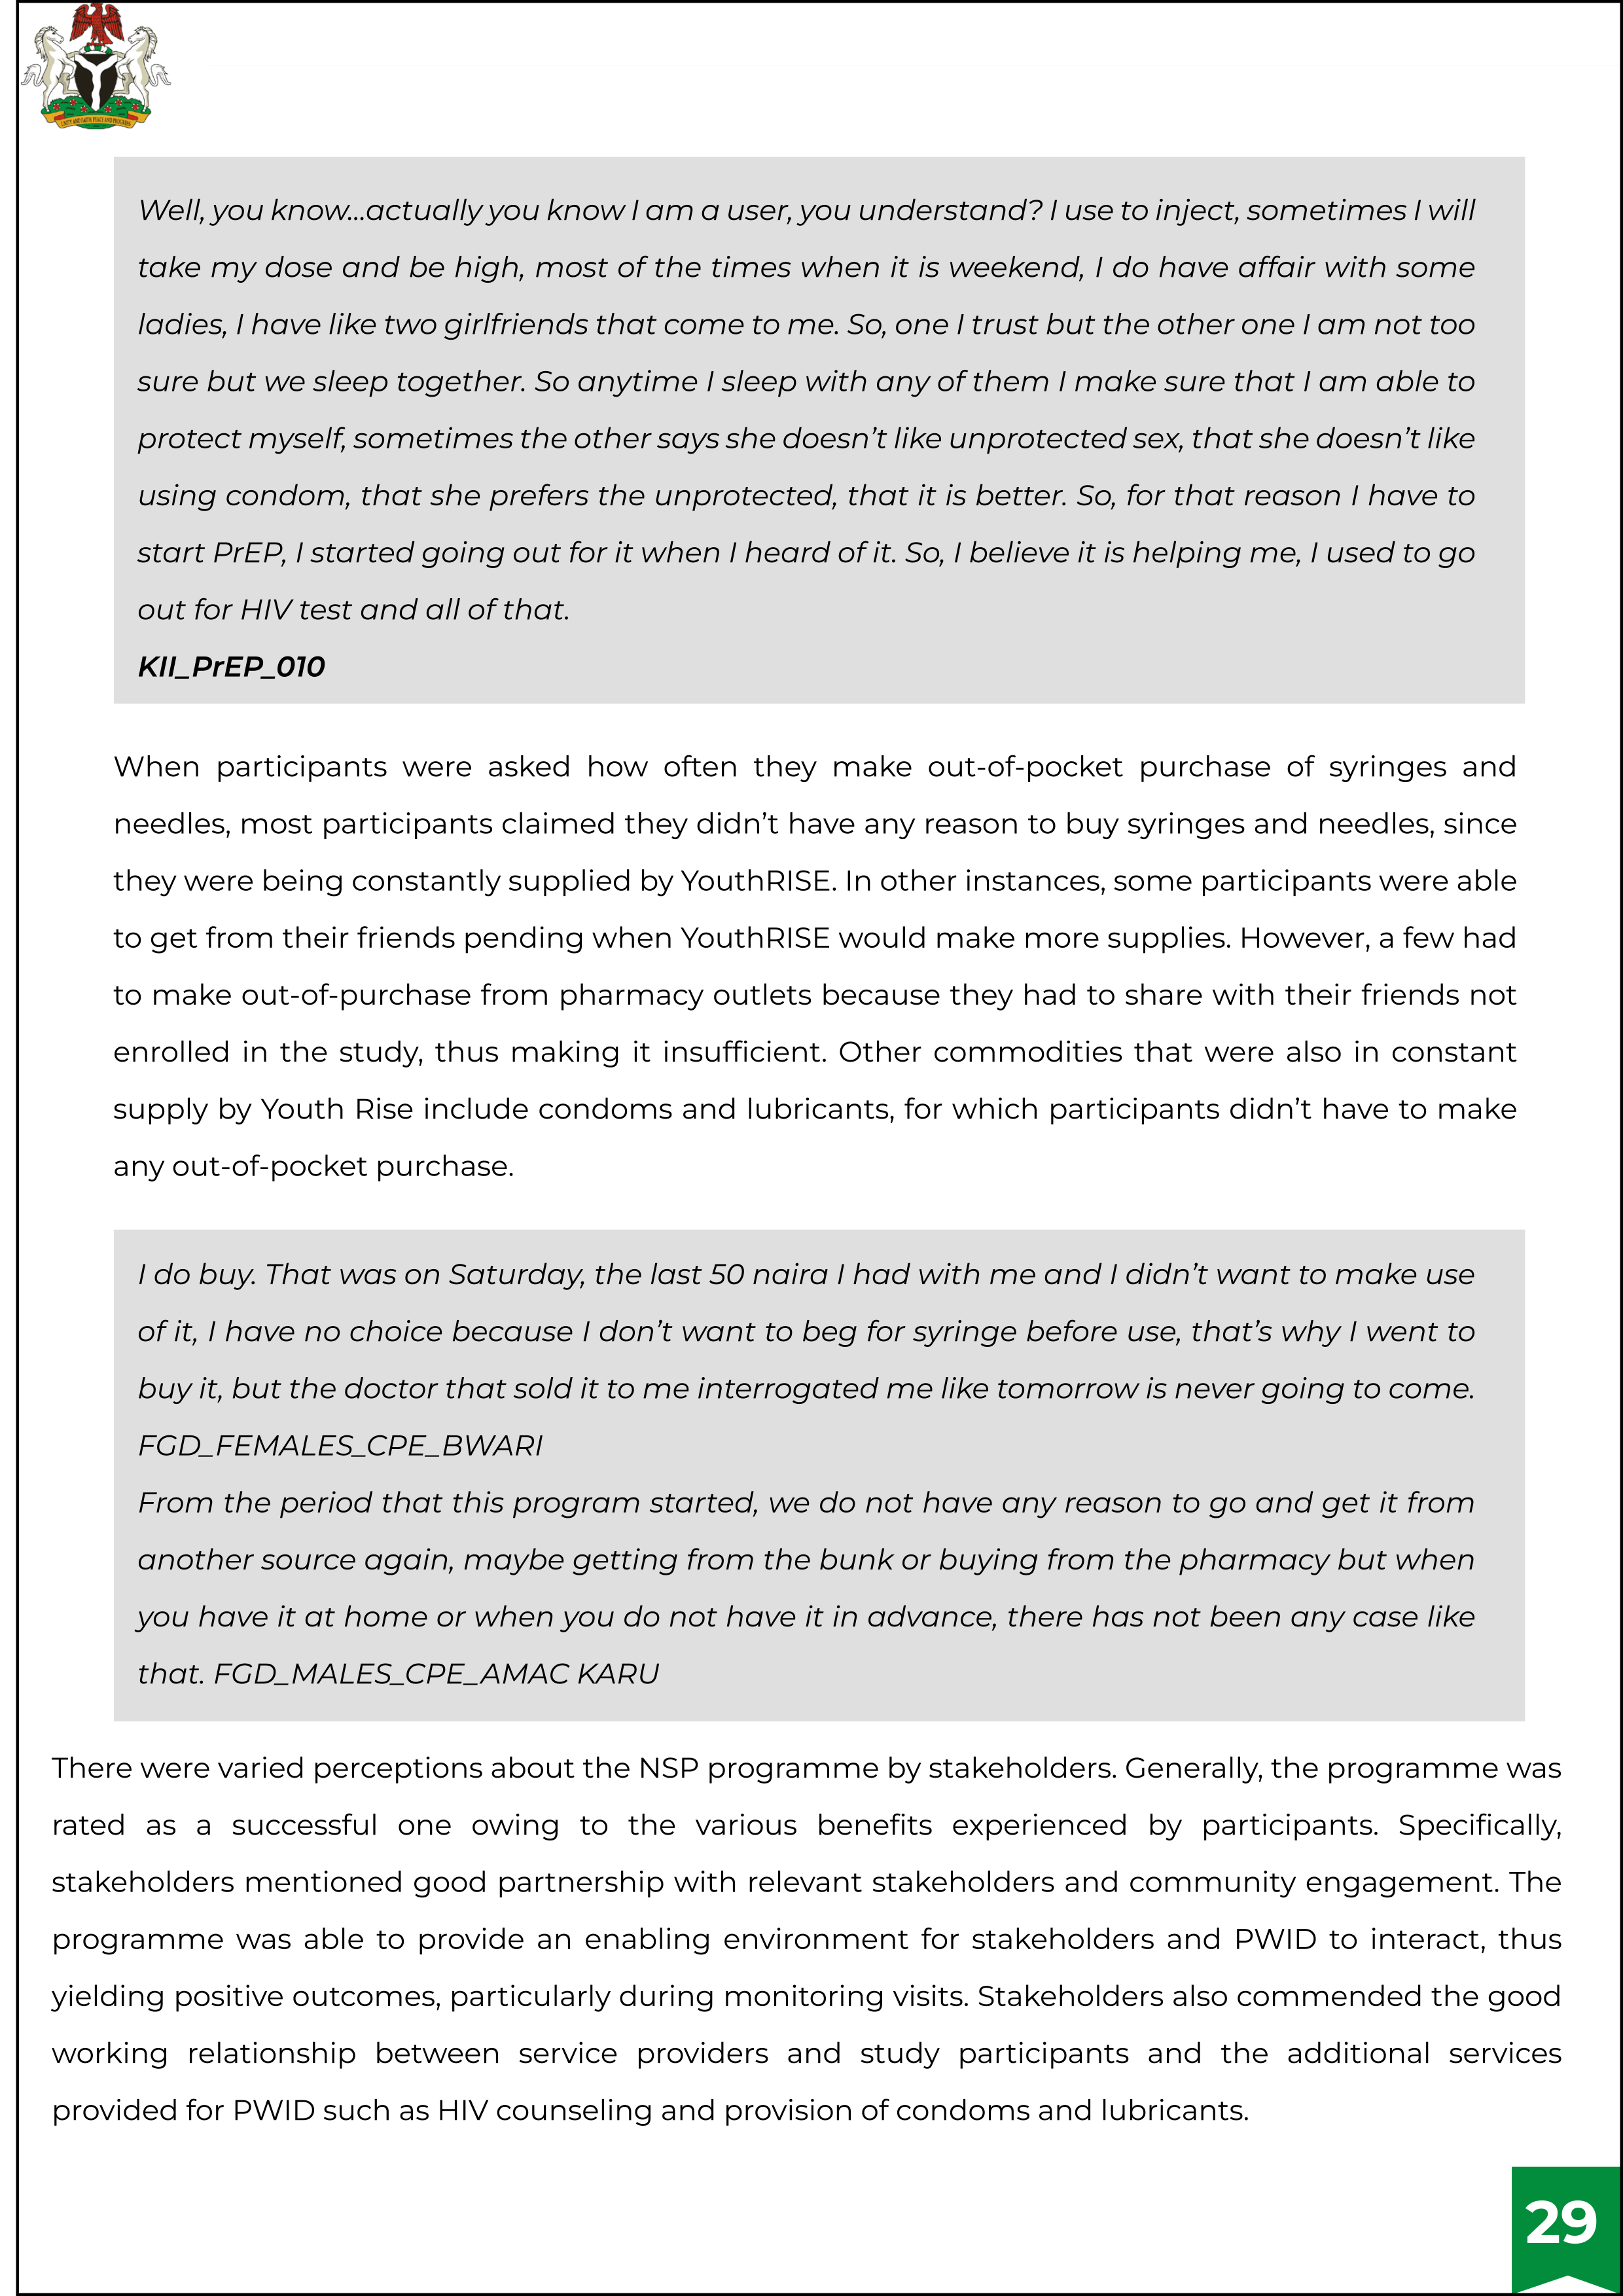 UNITY AND FAITH, PEACE AND PROGRESS
Well, you know...actually you know I am a user, you understand? I use to inject, sometimes I will
take my dose and be high, most of the times when it is weekend, I do have affair with some
ladies, I have like two girlfriends that come to me. So, one I trust but the other one I am not too
sure but we sleep together. So anytime I sleep with any of them I make sure that I am able to
protect myself, sometimes the other says she doesn’t like unprotected sex, that she doesn’t like
using condom, that she prefers the unprotected, that it is better. So, for that reason I have to
start PrEP, I started going out for it when I heard of it. So, I believe it is helping me, I used to go
out for HIV test and all of that.
KII_PrEP_010
When participants were asked how often they make out-of-pocket purchase of syringes and
needles, most participants claimed they didn’t have any reason to buy syringes and needles, since
they were being constantly supplied by YouthRISE. In other instances, some participants were able
to get from their friends pending when YouthRISE would make more supplies. However, a few had
to make out-of-purchase from pharmacy outlets because they had to share with their friends not
enrolled in the study, thus making it insufficient. Other commodities that were also in constant
supply by Youth Rise include condoms and lubricants, for which participants didn’t have to make
any out-of-pocket purchase.
I do buy. That was on Saturday, the last 50 naira I had with me and I didn’t want to make use
of it, I have no choice because I don’t want to beg for syringe before use, that’s why I went to
buy it, but the doctor that sold it to me interrogated me like tomorrow is never going to come.
FGD_FEMALES_CPE_BWARI
From the period that this program started, we do not have any reason to go and get it from
another source again, maybe getting from the bunk or buying from the pharmacy but when
you have it at home or when you do not have it in advance, there has not been any case like
that. FGD_MALES_CPE_AMAC KARU
There were varied perceptions about the NSP programme by stakeholders. Generally, the programme was
rated as a successful one owing to the various benefits experienced by participants. Specifically,
stakeholders mentioned good partnership with relevant stakeholders and community engagement. The
programme was able to provide an enabling environment for stakeholders and PWID to interact, thus
yielding positive outcomes, particularly during monitoring visits. Stakeholders also commended the good
working relationship between service providers and study participants and the additional services
provided for PWID such as HIV counseling and provision of condoms and lubricants.
29